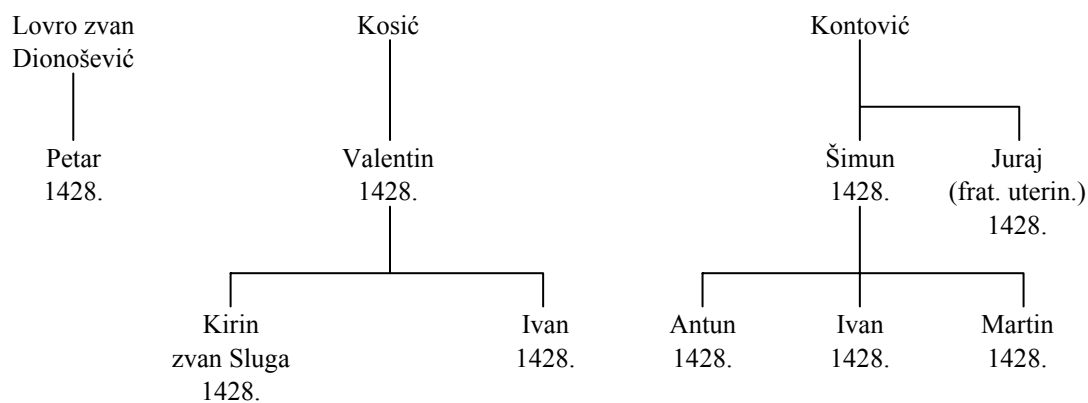 Lovro zvan
Dionošević
Kosić
Kontović
Petar
1428.
Valentin
1428.
Šimun
1428.
Juraj
(frat. uterin.)
1428.
Kirin
zvan Sluga
1428.
Ivan
1428.
Antun
1428.
Ivan
1428.
Martin
1428.